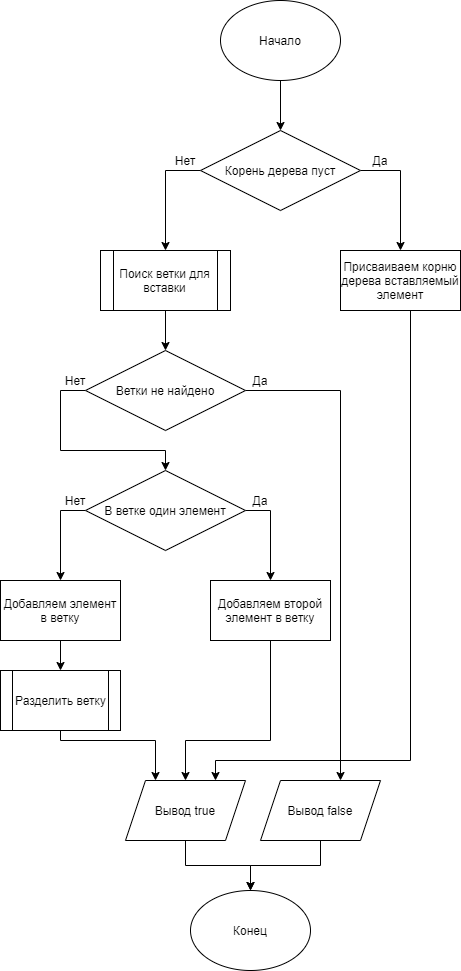 Начало
Нет
Да
Корень дерева пуст
Поиск ветки для
вставки
Присваиваем корню
дерева вставляемый
элемент
Нет
Да
Ветки не найдено
Нет
Да
В ветке один элемент
Добавляем элемент
в ветку
Добавляем второй
элемент в ветку
Разделить ветку
Вывод true
Вывод false
Конец